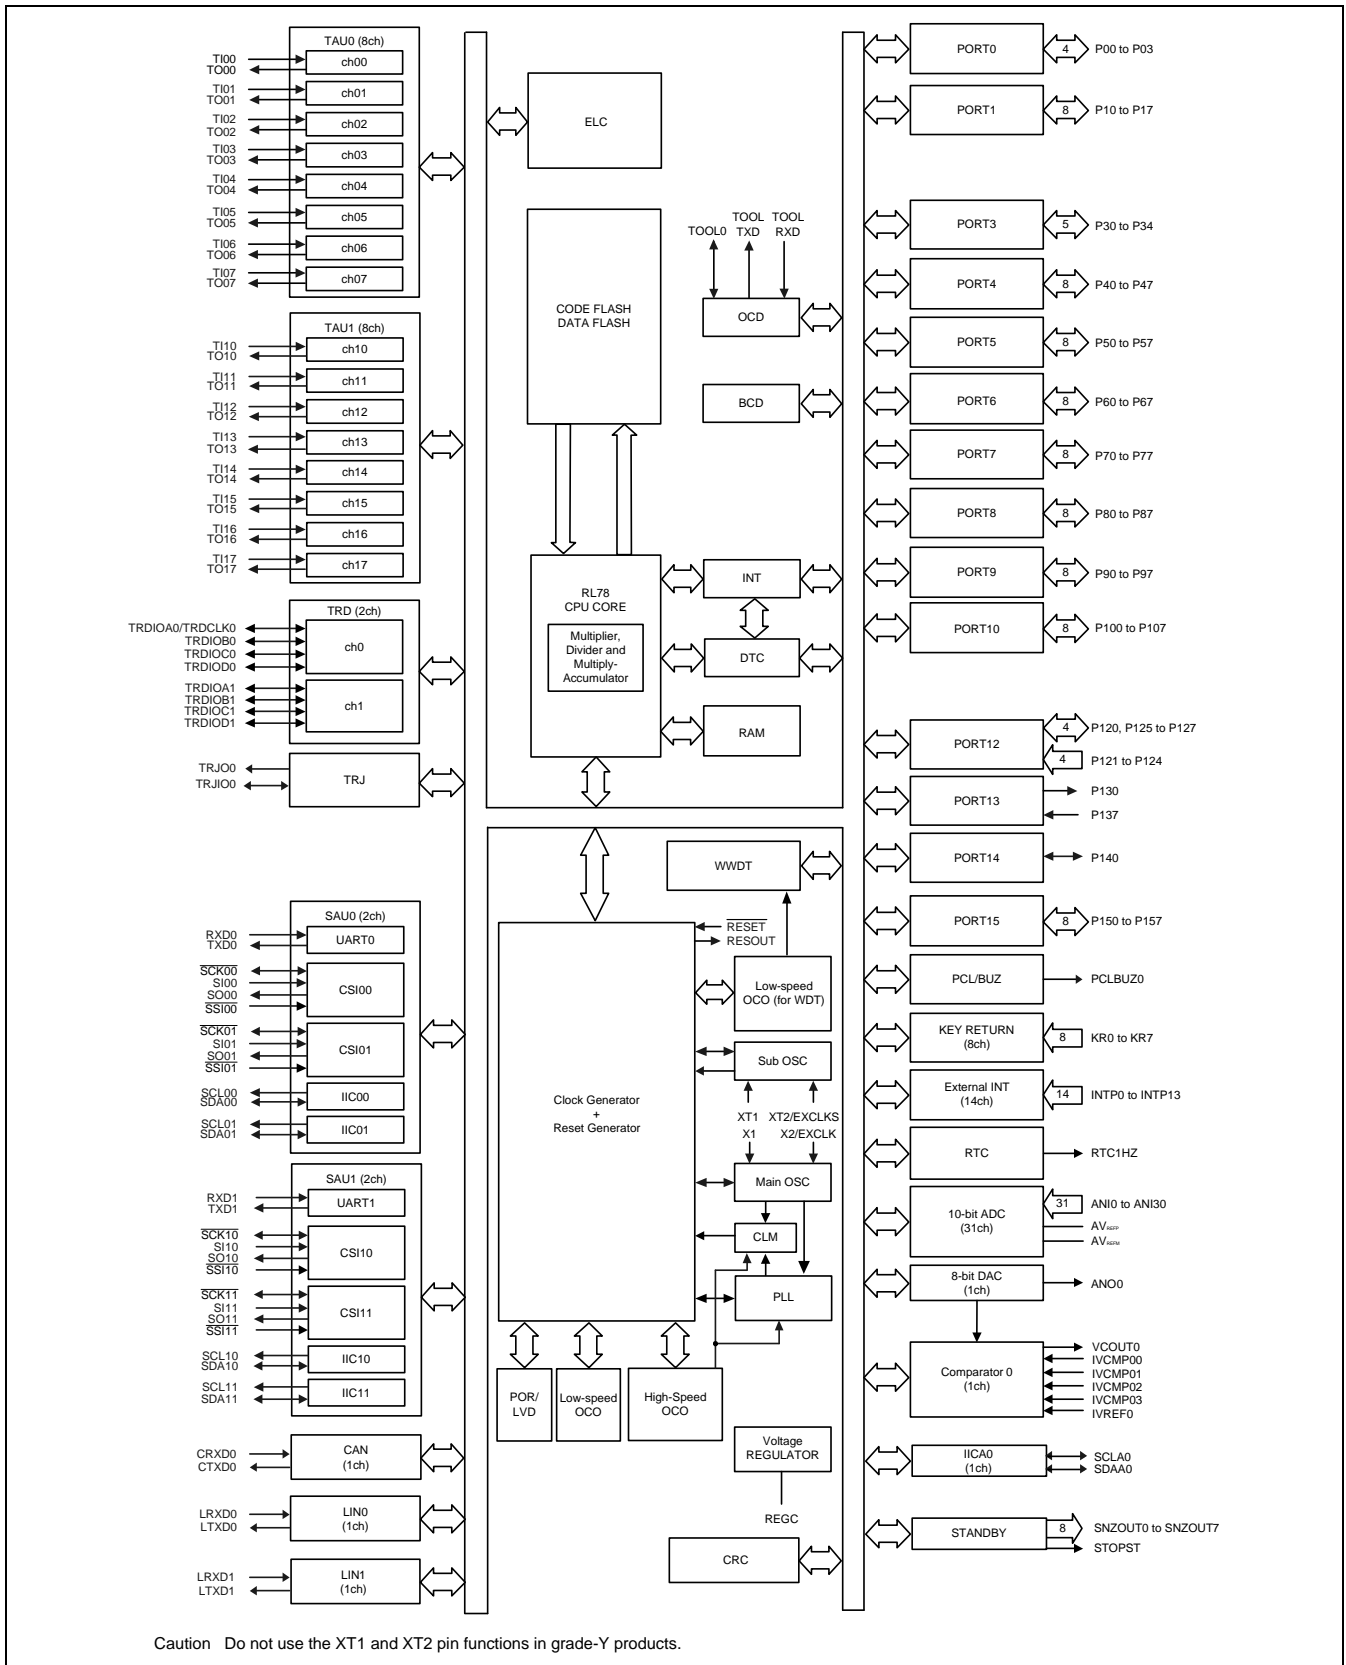 TAU0 (8ch)
TI00
TO00
ch00
TI01
TO01
ch01
TI02
TO02
ch02
TI03
TO03
ch03
TI04
TO04
ch04
TI05
TO05
ch05
TI06
TO06
ch06
TI07
TO07
ch07
TAU1 (8ch)
TI10
TO10
ch10
TI11
TO11
ch11
TI12
TO12
ch12
TI13
TO13
ch13
TI14
TO14
ch14
TI15
TO15
ch15
TI16
TO16
ch16
TI17
TO17
ch17
TRD (2ch)
TRDIOA0/TRDCLK0
TRDIOB0
TRDIOC0
TRDIOD0
ch0
TRDIOA1
TRDIOB1
TRDIOC1
TRDIOD1
ch1
TRJO0
TRJIO0
TRJ
SAU0 (2ch)
RXD0
TXD0
UART0
SCK00
SI00
SO00
SSI00
CSI00
SCK01
SI01
SO01
SSI01
CSI01
SCL00
SDA00
IIC00
SCL01
SDA01
IIC01
SAU1 (2ch)
RXD1
TXD1
UART1
SCK10
SI10
SO10
SSI10
CSI10
SCK11
SI11
SO11
SSI11
CSI11
SCL10
SDA10
IIC10
SCL11
SDA11
IIC11
CRXD0
CTXD0
CAN
(1ch)
LRXD0
LTXD0
LIN0
(1ch)
LRXD1
LTXD1
LIN1
(1ch)
ELC
CODE FLASH
DATA FLASH
TOOL0
TOOL
TXD
TOOL
RXD
OCD
BCD
RL78
CPU CORE
Multiplier,
Divider and
Multiply-
Accumulator
INT
DTC
RAM
WWDT
RESET
RESOUT
Low-speed
OCO (for WDT)
Sub OSC
XT1
XT2/EXCLKS
X1
X2/EXCLK
Main OSC
CLM
PLL
Clock Generator
+
Reset Generator
POR/
LVD
Low-speed
OCO
High-Speed
OCO
Voltage
REGULATOR
REGC
CRC
PORT0
4
P00 to P03
PORT1
8
P10 to P17
PORT3
5
P30 to P34
PORT4
8
P40 to P47
PORT5
8
P50 to P57
PORT6
8
P60 to P67
PORT7
8
P70 to P77
PORT8
8
P80 to P87
PORT9
8
P90 to P97
PORT10
8
P100 to P107
PORT12
4
P120, P125 to P127
4
P121 to P124
PORT13
P130
P137
PORT14
P140
PORT15
8
P150 to P157
PCL/BUZ
PCLBUZ0
KEY RETURN
(8ch)
8
KR0 to KR7
External INT
(14ch)
14
INTP0 to INTP13
RTC
RTC1HZ
10-bit ADC
(31ch)
31
ANI0 to ANI30
AVREFP
AVREFM
8-bit DAC
(1ch)
ANO0
Comparator 0
(1ch)
VCOUT0
IVCMP00
IVCMP01
IVCMP02
IVCMP03
IVREF0
IICA0
(1ch)
SCLA0
SDAA0
STANDBY
8
SNZOUT0 to SNZOUT7
STOPST
Caution Do not use the XT1 and XT2 pin functions in grade-Y products.